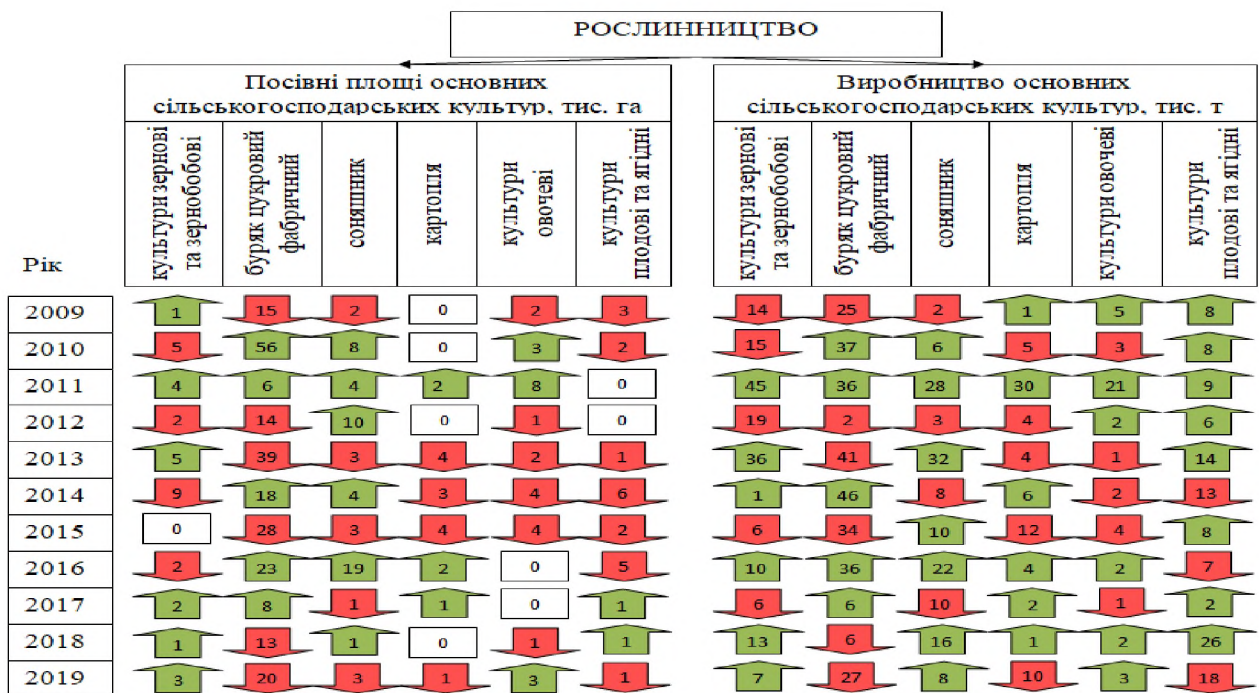 РОСЛИННИЦТВО
Посівні площі основних
сільськогосподарських культур, тис. га
Виробництво основних
сільськогосподарських культур, тис. т
Рік
культури зернові
та зернобобові
буряк цукровий
фабричний
соняшник
картопля
культури
овочеві
культури
плодові та ягідні
культури зернові
та зернобобові
буряк цукровий
фабричний
соняшник
картопля
культури овочеві
культури
плодові та ягідні
2009 1 15 2 0 2 3 14 25 2 1 5 8
2010 5 56 8 0 3 2 15 37 6 5 3 8
2011 4 6 4 2 8 0 45 36 28 30 21 9
2012 2 14 10 0 1 0 19 2 3 4 2 6
2013 5 39 3 4 2 1 36 41 32 4 1 14
2014 9 18 4 3 4 6 1 46 8 6 2 13
2015 0 28 3 4 4 2 6 34 10 12 4 8
2016 2 23 19 2 0 5 10 36 22 4 2 7
2017 2 8 1 1 0 1 6 6 10 2 1 2
2018 1 13 1 0 1 1 13 6 16 1 2 26
2019 3 20 3 1 3 1 7 27 8 10 3 18